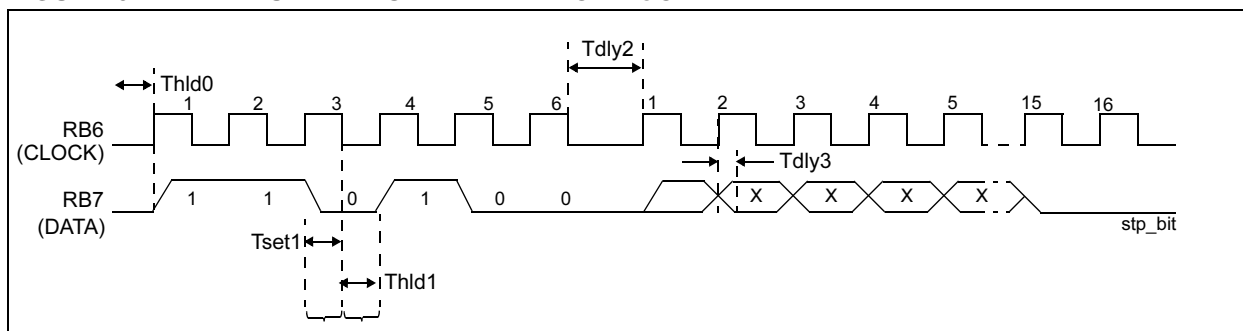 Tdly2
Thld0
1 2 3 4 5 6 1 2 3 4 5 15 16
RB6
(CLOCK)
Tdly3
RB7
(DATA)
1 1 0 1 0 0 X X X X
stp_bit
Tset1
Thld1